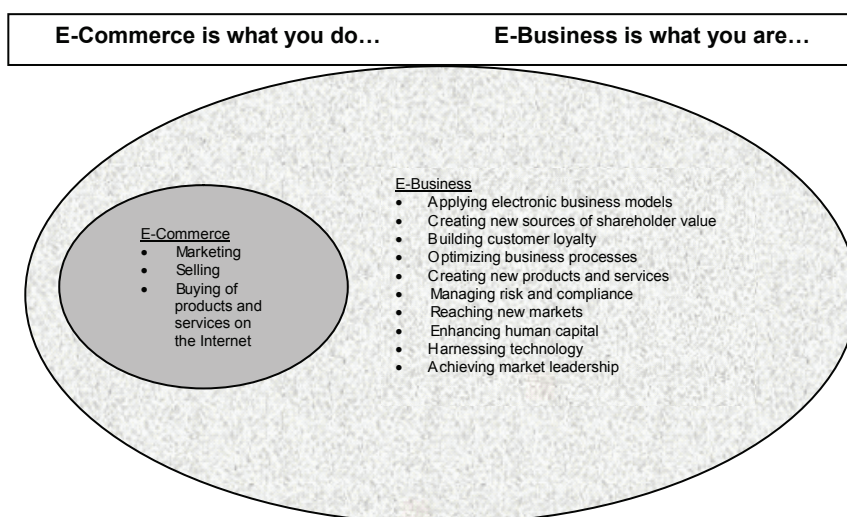 E-Commerce is what you do… E-Business is what you are…
E-Commerce
• Marketing
• Selling
• Buying of
products and
services on
the Internet
E-Business
• Applying electronic business models
• Creating new sources of shareholder value
• Building customer loyalty
• Optimizing business processes
• Creating new products and services
• Managing risk and compliance
• Reaching new markets
• Enhancing human capital
• Harnessing technology
• Achieving market leadership